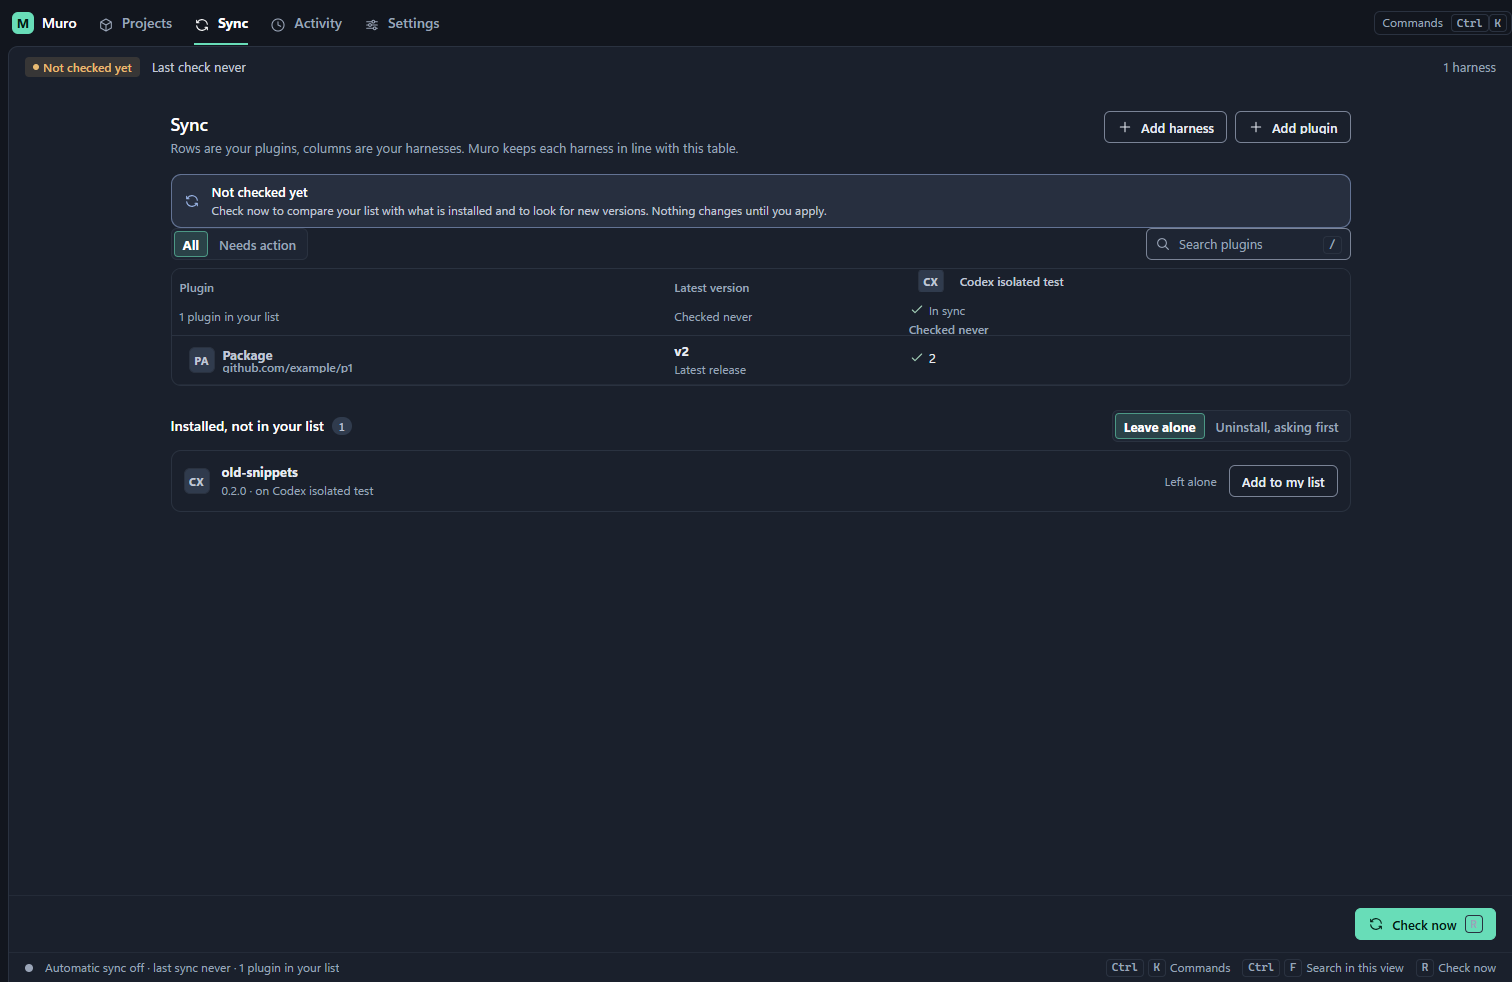 M Muro Projects Sync Activity Settings Commands Ctrl K
Not checked yet Last check never 1 harness
Sync
Rows are your plugins, columns are your harnesses. Muro keeps each harness in line with this table.
+ Add harness + Add plugin
Not checked yet
Check now to compare your list with what is installed and to look for new versions. Nothing changes until you apply.
All Needs action Search plugins /
Plugin Latest version CX Codex isolated test
1 plugin in your list Checked never In sync
Checked never
PA Package v2 2
github.com/example/p1 Latest release
Installed, not in your list 1 Leave alone Uninstall, asking first
CX old-snippets Left alone Add to my list
0.2.0 · on Codex isolated test
Check now R
Automatic sync off · last sync never · 1 plugin in your list Ctrl K Commands Ctrl F Search in this view R Check now